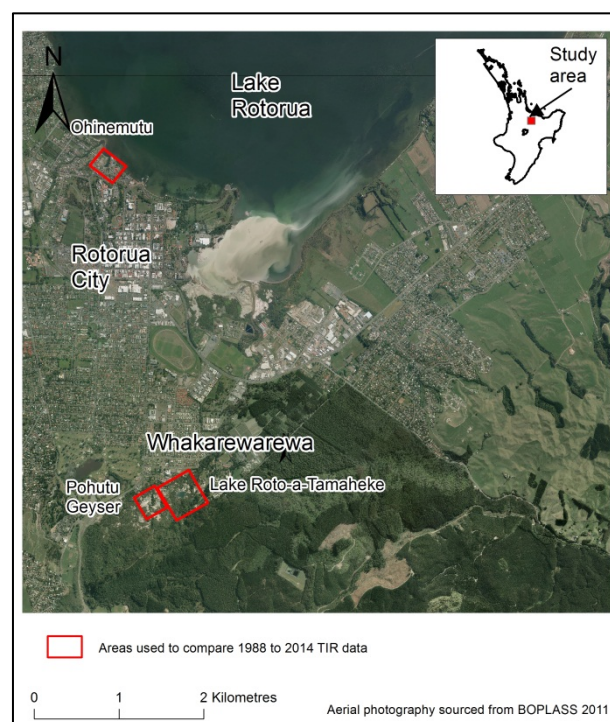 N
Study
area
Lake
Rotorua
Ohinemutu
Rotorua
City
Whakarewarewa
Pohutu
Geyser
Lake Roto-a-Tamaheke
Areas used to compare 1988 to 2014 TIR data
0 1 2 Kilometres
Aerial photography sourced from BOPLASS 2011